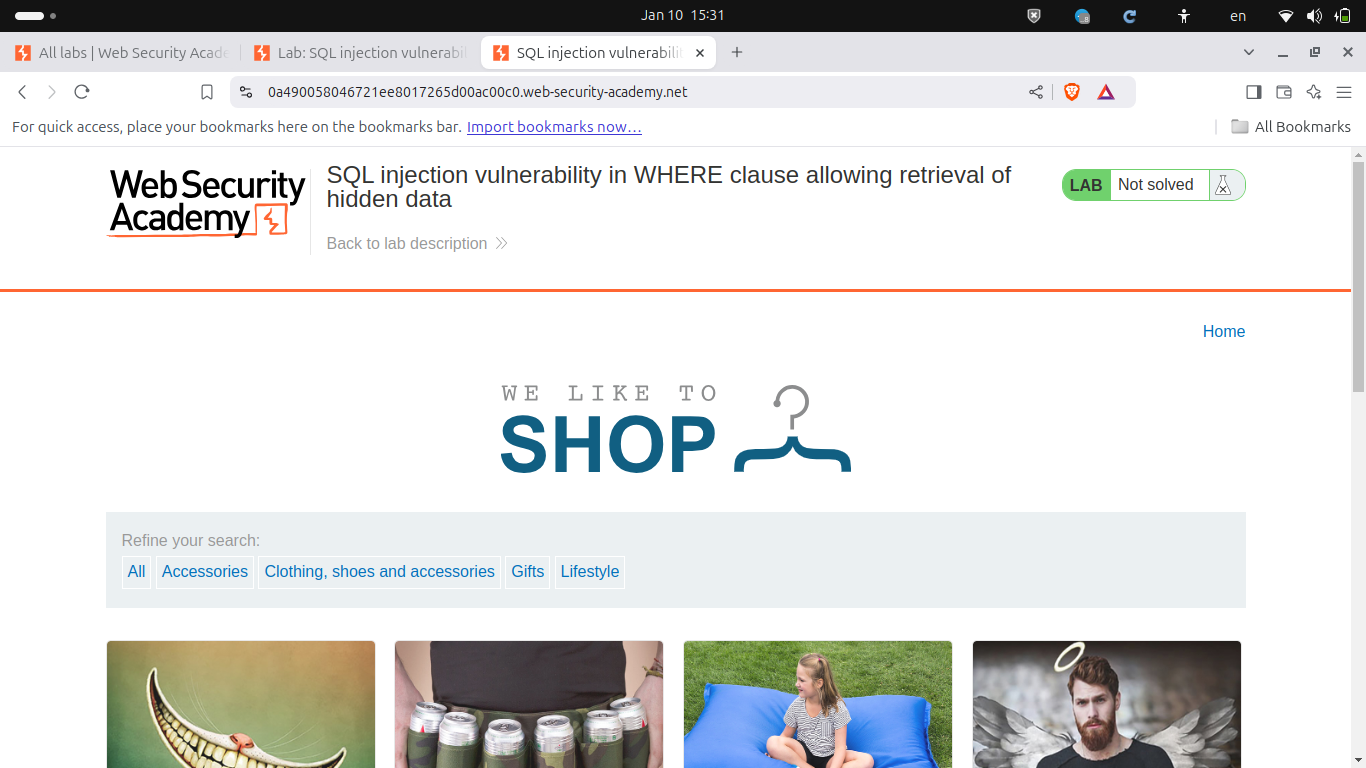 Jan 10 15:31
en
All labs | Web Security Acade
Lab: SQL injection vulnerabil
SQL injection vulnerabili
0a490058046721ee8017265d00ac00c0.web-security-academy.net
For quick access, place your bookmarks here on the bookmarks bar. Import bookmarks now…
All Bookmarks
Web Security
Academy
SQL injection vulnerability in WHERE clause allowing retrieval of
hidden data
Back to lab description
LAB Not solved
Home
WE LIKE TO
SHOP
Refine your search:
All Accessories Clothing, shoes and accessories Gifts Lifestyle